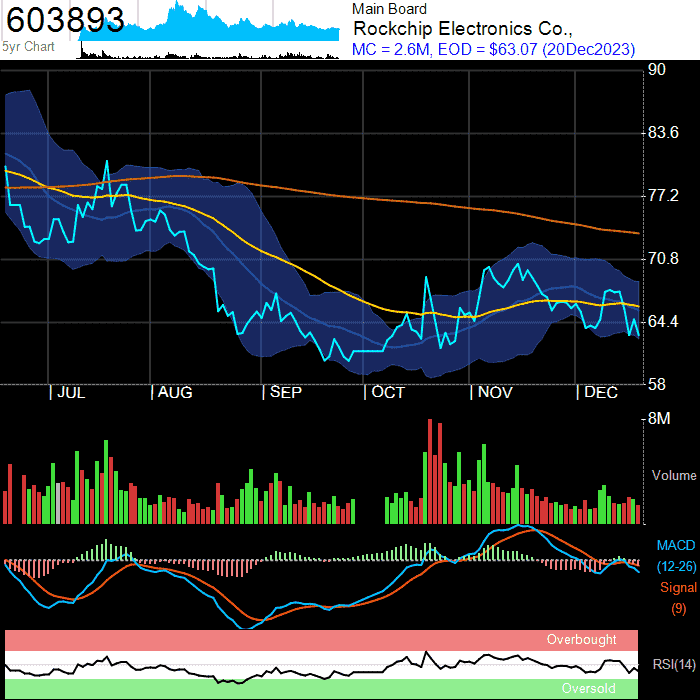 603893
5yr Chart
Main Board
Rockchip Electronics Co.,
MC = 2.6M, EOD = $63.07 (20Dec2023)
90
83.6
77.2
70.8
64.4
58
| JUL | AUG | SEP | OCT | NOV | DEC
8M
Volume
MACD
(12-26)
Signal
(9)
Overbought
RSI(14)
Oversold